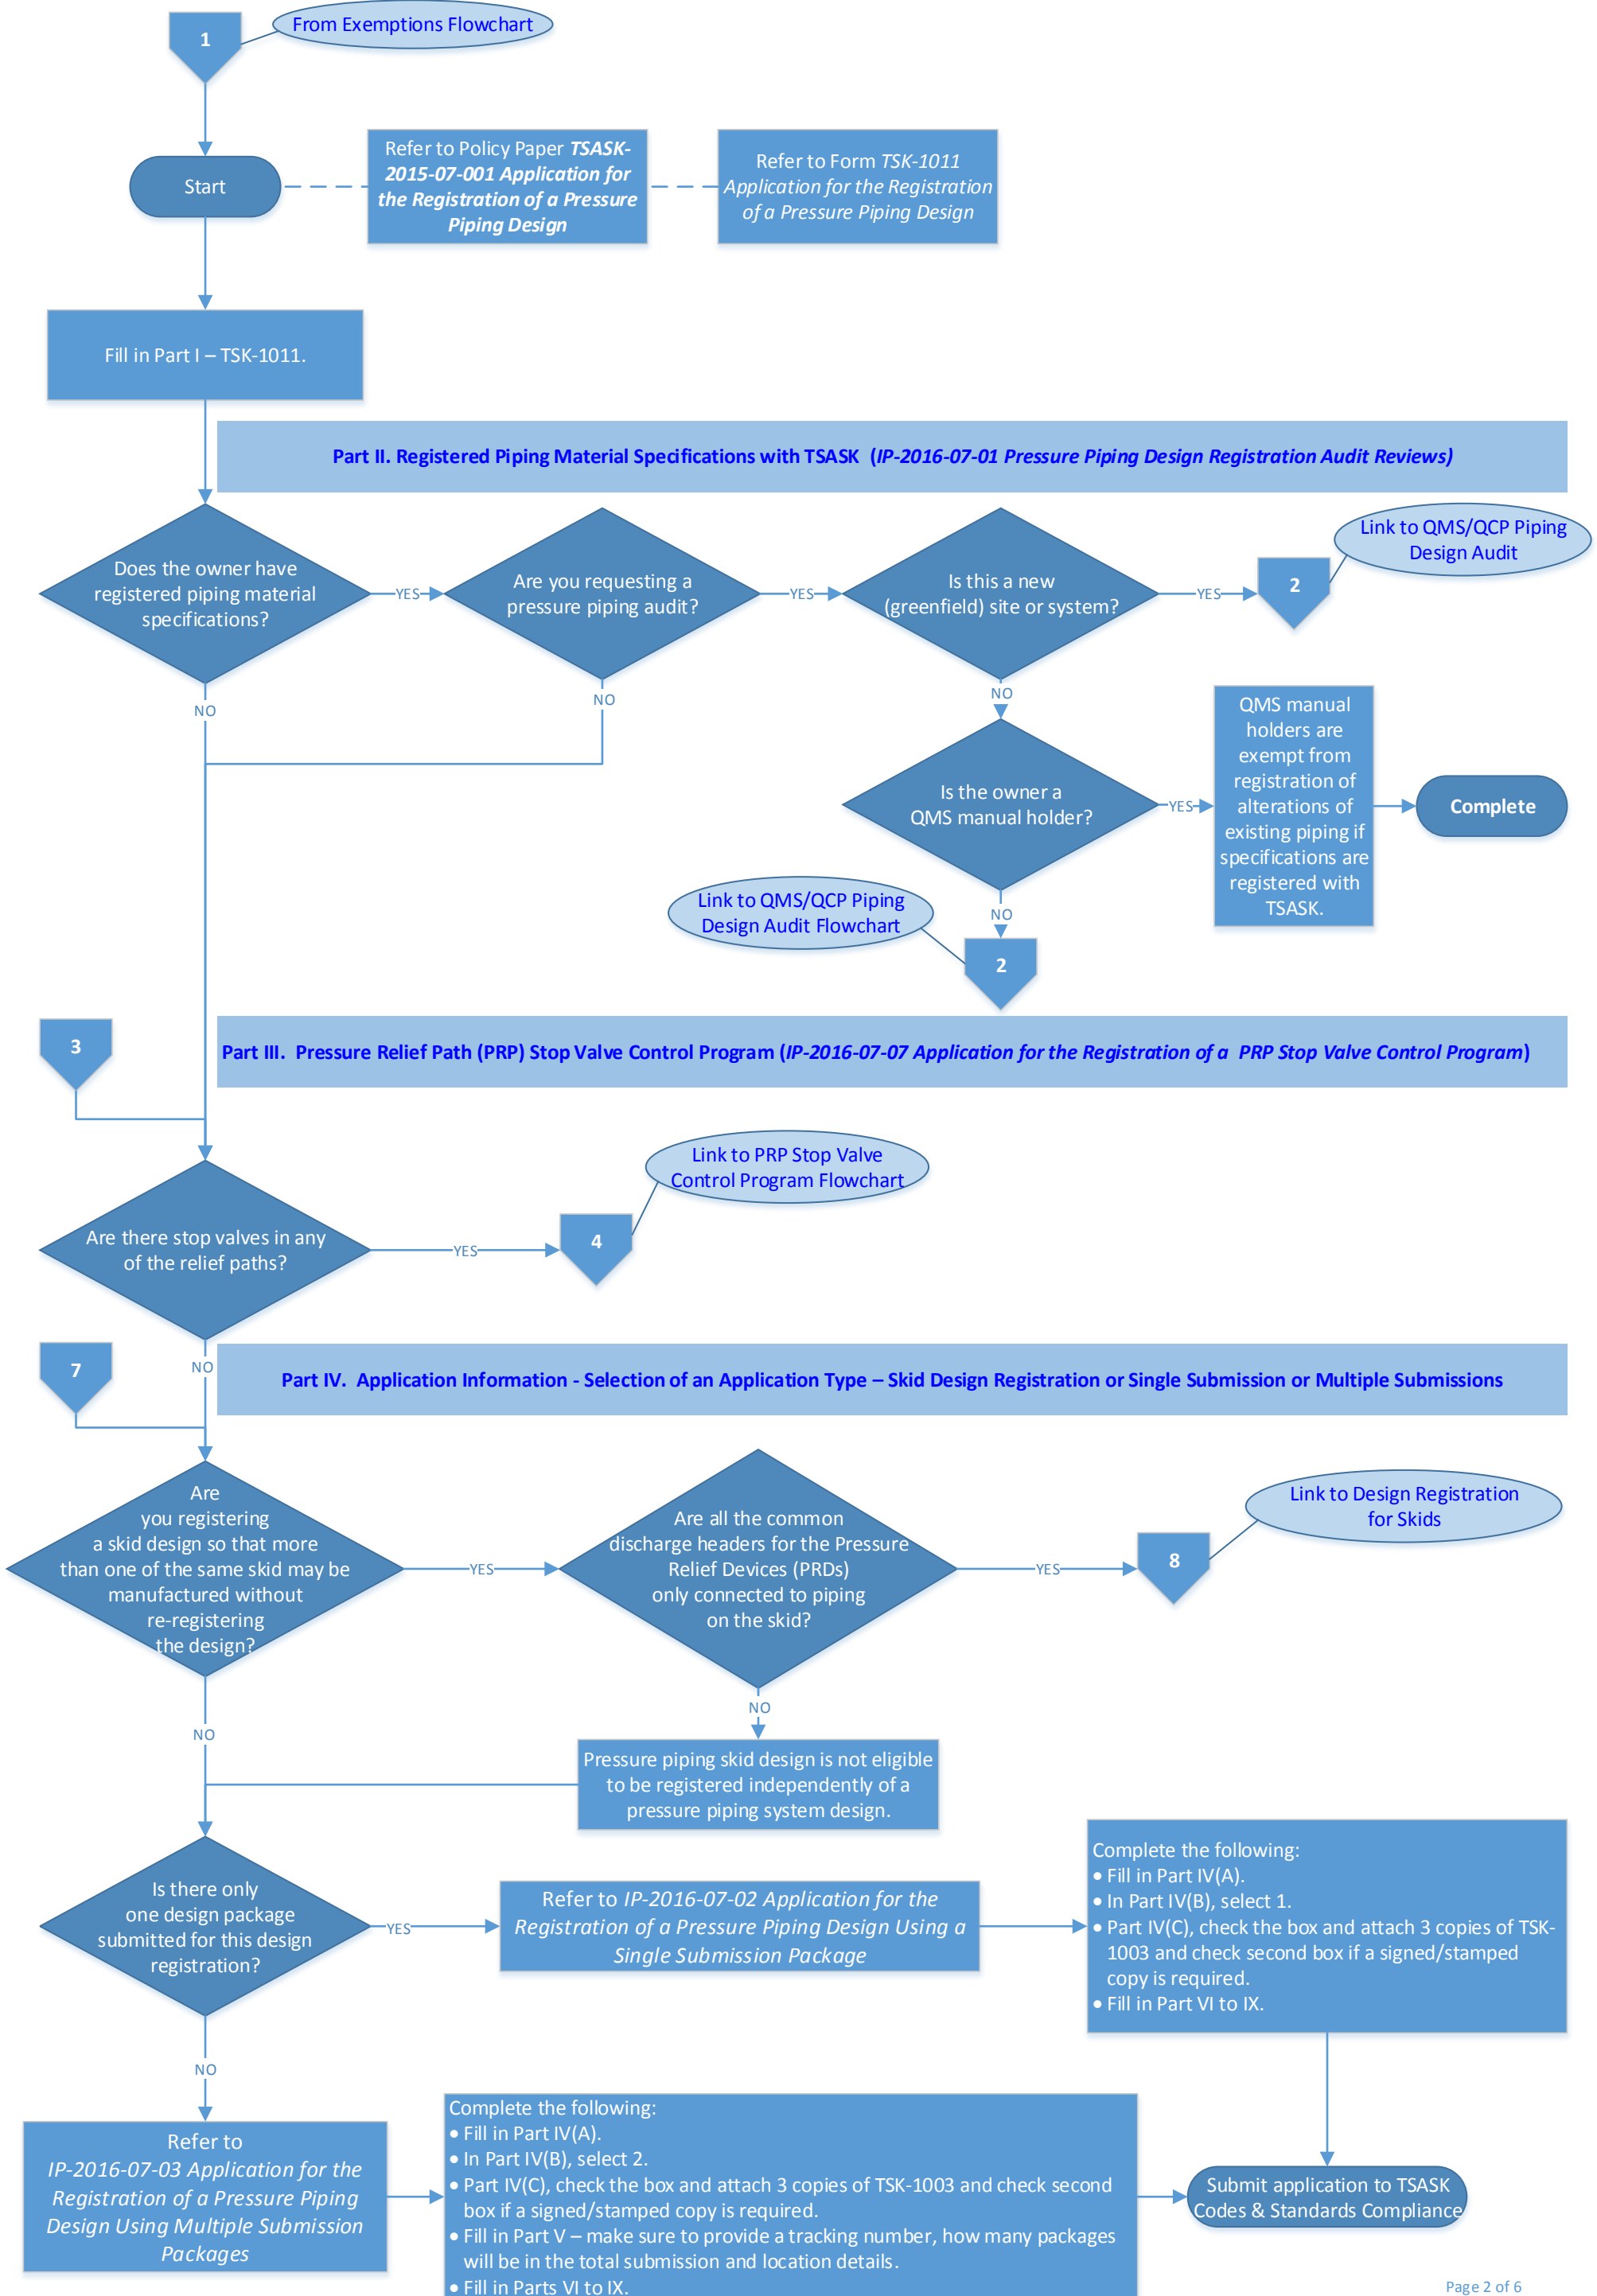 1
From Exemptions Flowchart
Start
Refer to Policy Paper TSASK-
2015-07-001 Application for
the Registration of a Pressure
Piping Design
Refer to Form TSK-1011
Application for the Registration
of a Pressure Piping Design
Fill in Part I – TSK-1011.
Part II. Registered Piping Material Specifications with TSASK (IP-2016-07-01 Pressure Piping Design Registration Audit Reviews)
Does the owner have
registered piping material
specifications?
YES
Are you requesting a
pressure piping audit?
YES
Is this a new
(greenfield) site or system?
YES
2
Link to QMS/QCP Piping
Design Audit
NO
NO
NO
Is the owner a
QMS manual holder?
YES
QMS manual
holders are
exempt from
registration of
alterations of
existing piping if
specifications are
registered with
TSASK.
Complete
NO
Link to QMS/QCP Piping
Design Audit Flowchart
2
3
Part III. Pressure Relief Path (PRP) Stop Valve Control Program (IP-2016-07-07 Application for the Registration of a PRP Stop Valve Control Program)
Are there stop valves in any
of the relief paths?
YES
4
Link to PRP Stop Valve
Control Program Flowchart
NO
7
Part IV. Application Information - Selection of an Application Type – Skid Design Registration or Single Submission or Multiple Submissions
Are
you registering
a skid design so that more
than one of the same skid may be
manufactured without
re-registering
the design?
YES
Are all the common
discharge headers for the Pressure
Relief Devices (PRDs)
only connected to piping
on the skid?
YES
8
Link to Design Registration
for Skids
NO
NO
Pressure piping skid design is not eligible
to be registered independently of a
pressure piping system design.
Is there only
one design package
submitted for this design
registration?
YES
Refer to IP-2016-07-02 Application for the
Registration of a Pressure Piping Design Using a
Single Submission Package
Complete the following:
• Fill in Part IV(A).
• In Part IV(B), select 1.
• Part IV(C), check the box and attach 3 copies of TSK-
1003 and check second box if a signed/stamped
copy is required.
• Fill in Part VI to IX.
NO
Refer to
IP-2016-07-03 Application for the
Registration of a Pressure Piping
Design Using Multiple Submission
Packages
Complete the following:
• Fill in Part IV(A).
• In Part IV(B), select 2.
• Part IV(C), check the box and attach 3 copies of TSK-1003 and check second
box if a signed/stamped copy is required.
• Fill in Part V – make sure to provide a tracking number, how many packages
will be in the total submission and location details.
• Fill in Parts VI to IX.
Submit application to TSASK
Codes & Standards Compliance
Page 2 of 6